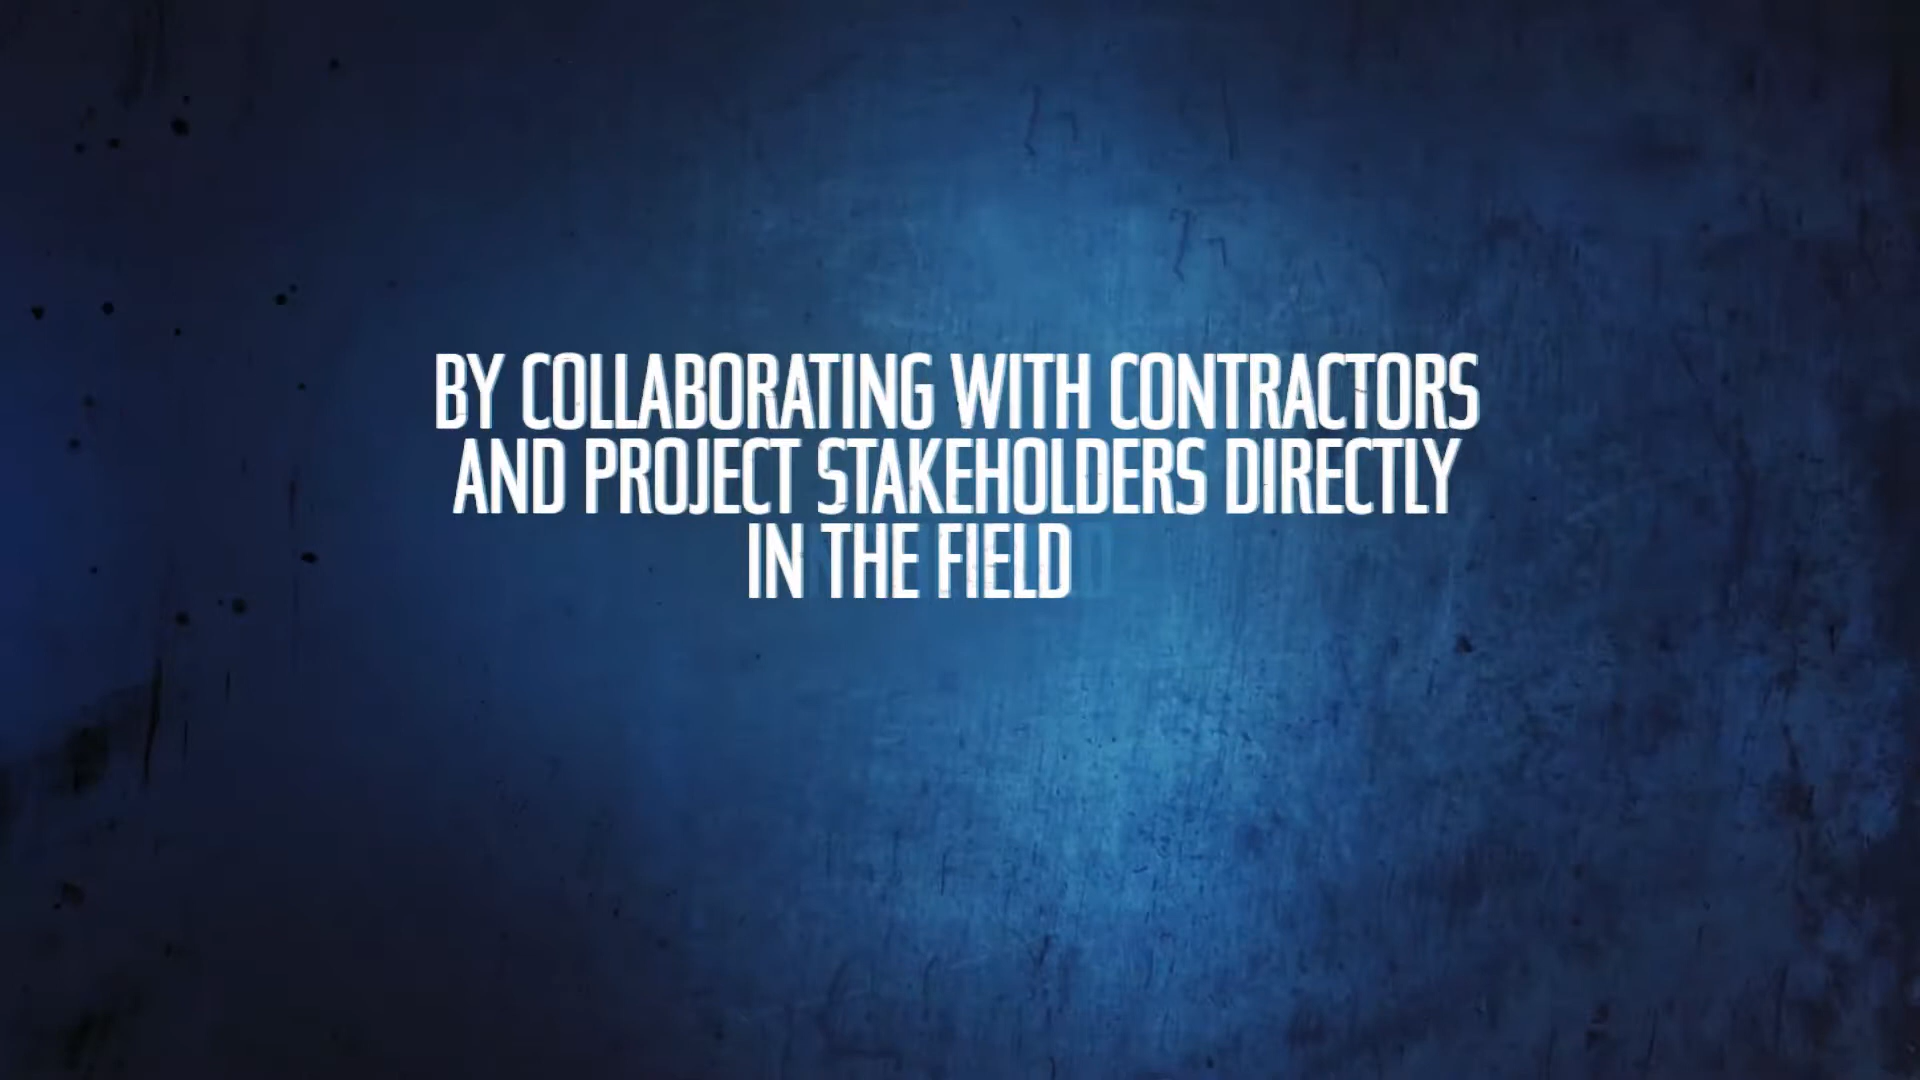 BY COLLABORATING WITH CONTRACTORS
AND PROJECT STAKEHOLDERS DIRECTLY
IN THE FIELD